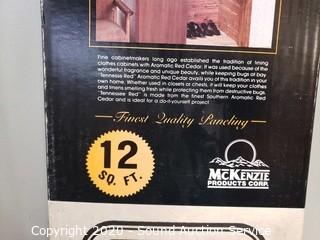 Fine cabinetmakers long ago established the tradition of lining
clothes cabinets with Aromatic Red Cedar. It was used because of the
wonderful fragrance and unique beauty, while keeping bugs at bay.
"Tennesse Red" Aromatic Red Cedar avails you of this tradition in your
own home. Whether used in closets or chests, it will keep your clothes
and linens smelling fresh while protecting them from destructive bugs.
"Tennessee Red" is made from the finest Southern Aromatic Red
Cedar and is ideal for a do-it-yourself project.
Finest Quality Paneling
12
SQ. FT.
McKENZIE
PRODUCTS CORP.
Copyright 2020 - Sound Auction Service